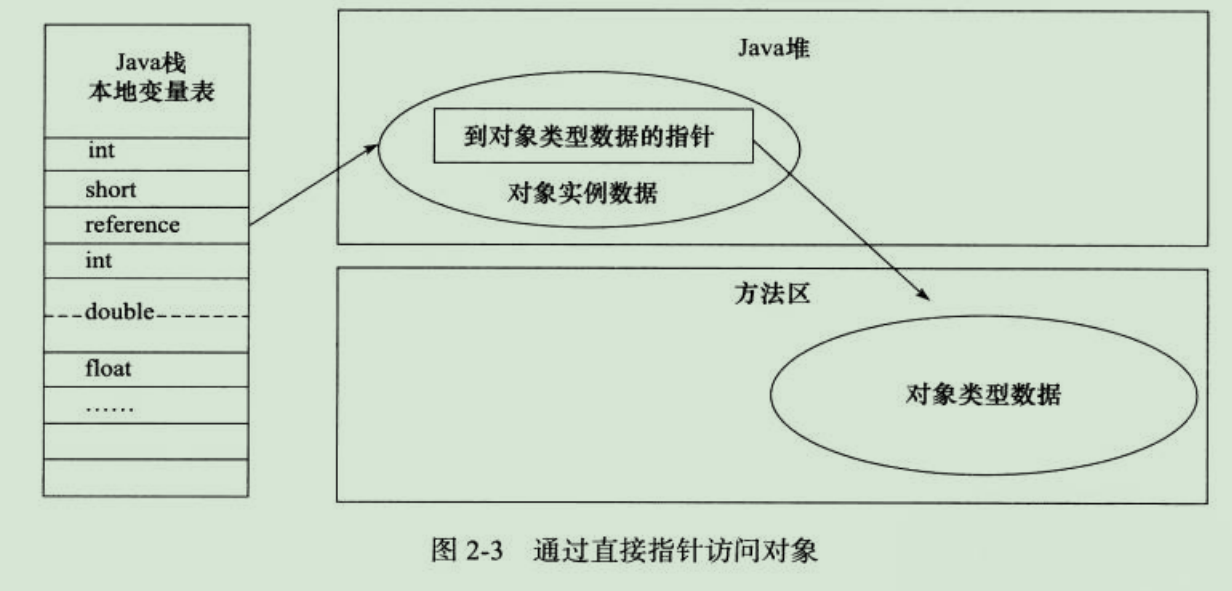 Java栈
本地变量表
int
short
reference
int
double
float
……
Java堆
到对象类型数据的指针
对象实例数据
方法区
对象类型数据
图 2-3 通过直接指针访问对象